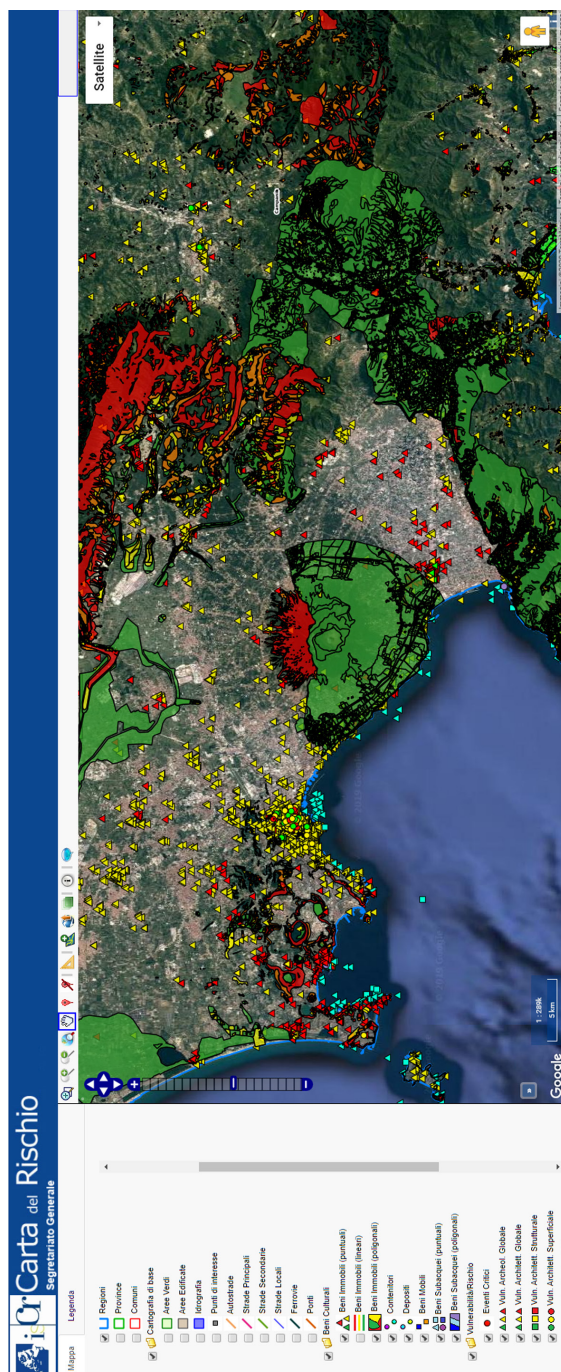 isCr Carta del Rischio
Segretariato Generale
Mappa
Legenda
Regioni
Province
Comuni
Cartografia di base
Aree Verdi
Aree Edificate
Idrografia
Punti di interesse
Autostrade
Strade Principali
Strade Secondarie
Strade Locali
Ferrovie
Ponti
Beni Culturali
Beni Immobili (puntuali)
Beni Immobili (lineari)
Beni Immobili (poligonali)
Contenitori
Depositi
Beni Mobili
Beni Subacquei (puntuali)
Beni Subacquei (poligonali)
Vulnerabilità/Rischio
Eventi Critici
Vuln. Archeol. Globale
Vuln. Architett. Globale
Vuln. Architett. Strutturale
Vuln. Architett. Superficiale
Satellite
Campania
1 : 289k
5 km
Google